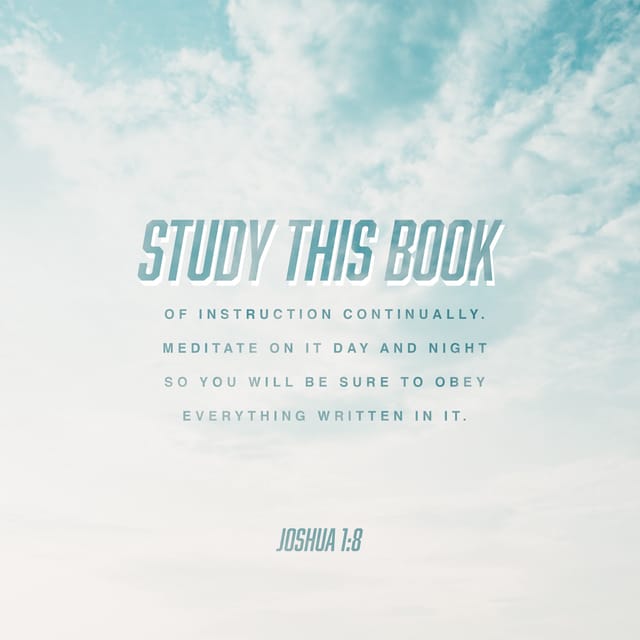 STUDY THIS BOOK
OF INSTRUCTION CONTINUALLY.
MEDITATE ON IT DAY AND NIGHT
SO YOU WILL BE SURE TO OBEY
EVERYTHING WRITTEN IN IT.
JOSHUA 1:8